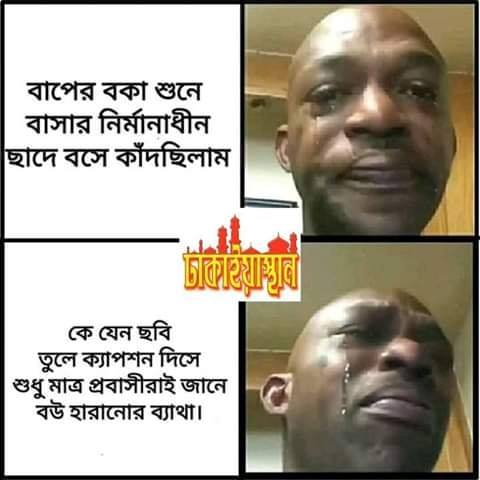 বাপের বকা শুনে
বাসার নির্মানাধীন
ছাদে বসে কাঁদছিলাম
ঢাকাইয়াস্থান
কে যেন ছবি
তুলে ক্যাপশন দিসে
শুধু মাত্র প্রবাসীরাই জানে
বউ হারানোর ব্যাথা।